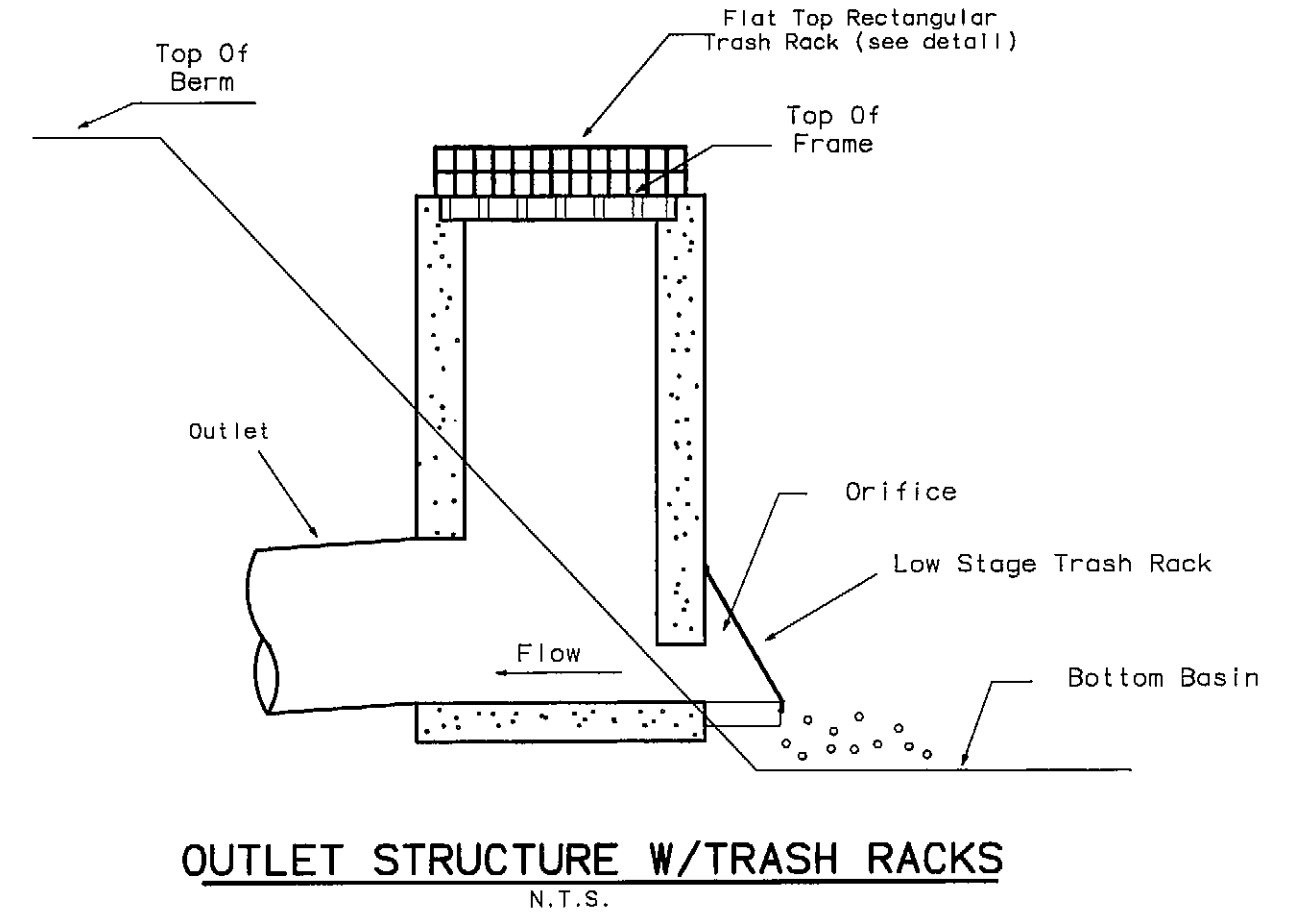 Flat Top Rectangular
Trash Rack (see detail)
Top Of
Berm
Top Of
Frame
Outlet
Orifice
Low Stage Trash Rack
Flow
Bottom Basin
OUTLET STRUCTURE W/TRASH RACKS
N.T.S.